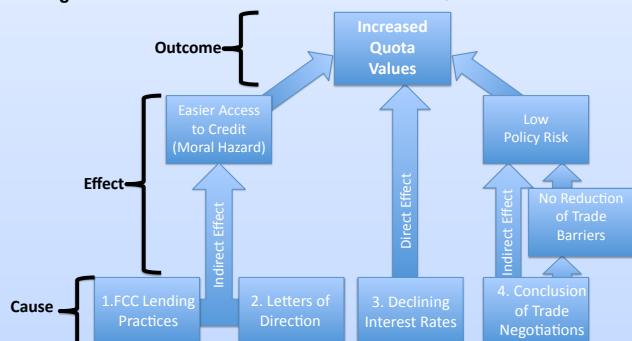 Outcome
Increased
Quota
Values
Easier Access
to Credit
(Moral Hazard)
Low
Policy Risk
Effect
Indirect Effect
Direct Effect
Indirect Effect
No Reduction
of Trade
Barriers
Cause
1.FCC Lending
Practices
2. Letters of
Direction
3. Declining
Interest Rates
4. Conclusion
of Trade
Negotiations